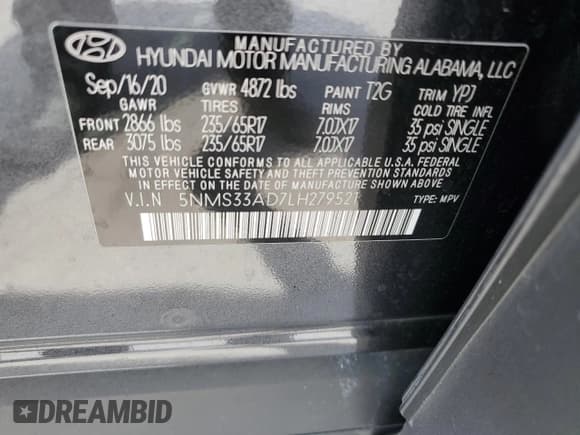 MANUFACTURED BY
HYUNDAI MOTOR MANUFACTURING ALABAMA, LLC
Sep/16/20 GVWR 4872 lbs PAINT T2G TRIM YPJ
GAWR TIRES RIMS COLD TIRE INFL
FRONT 2866 lbs 235/65R17 7.0JX17 35 psi SINGLE
REAR 3075 lbs 235/65R17 7.0JX17 35 psi SINGLE
THIS VEHICLE CONFORMS TO ALL APPLICABLE U.S.A. FEDERAL
MOTOR VEHICLE SAFETY AND THEFT PREVENTION STANDARDS
IN EFFECT ON THE DATE OF MANUFACTURE SHOWN ABOVE.
V.I.N 5NMS33AD7LH279521 TYPE: MPV
DREAMBID